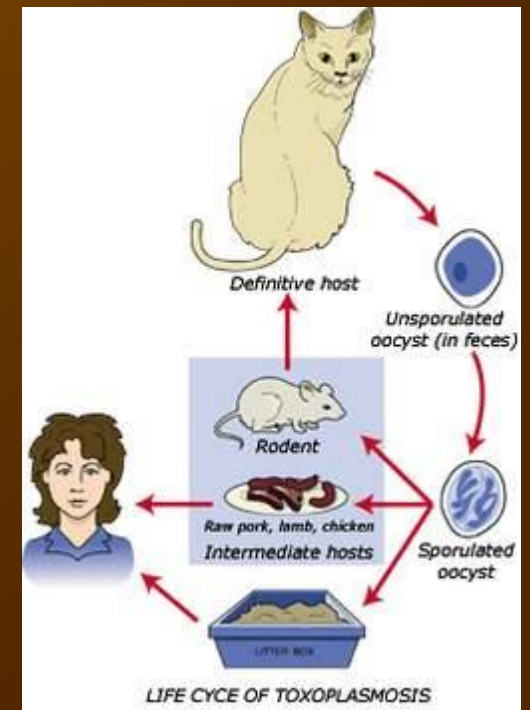 Definitive host
Unsporulated
oocyst (in feces)
Rodent
Raw pork, lamb, chicken
Intermediate hosts
Sporulated
oocyst
LITTER BOX
LIFE CYCE OF TOXOPLASMOSIS